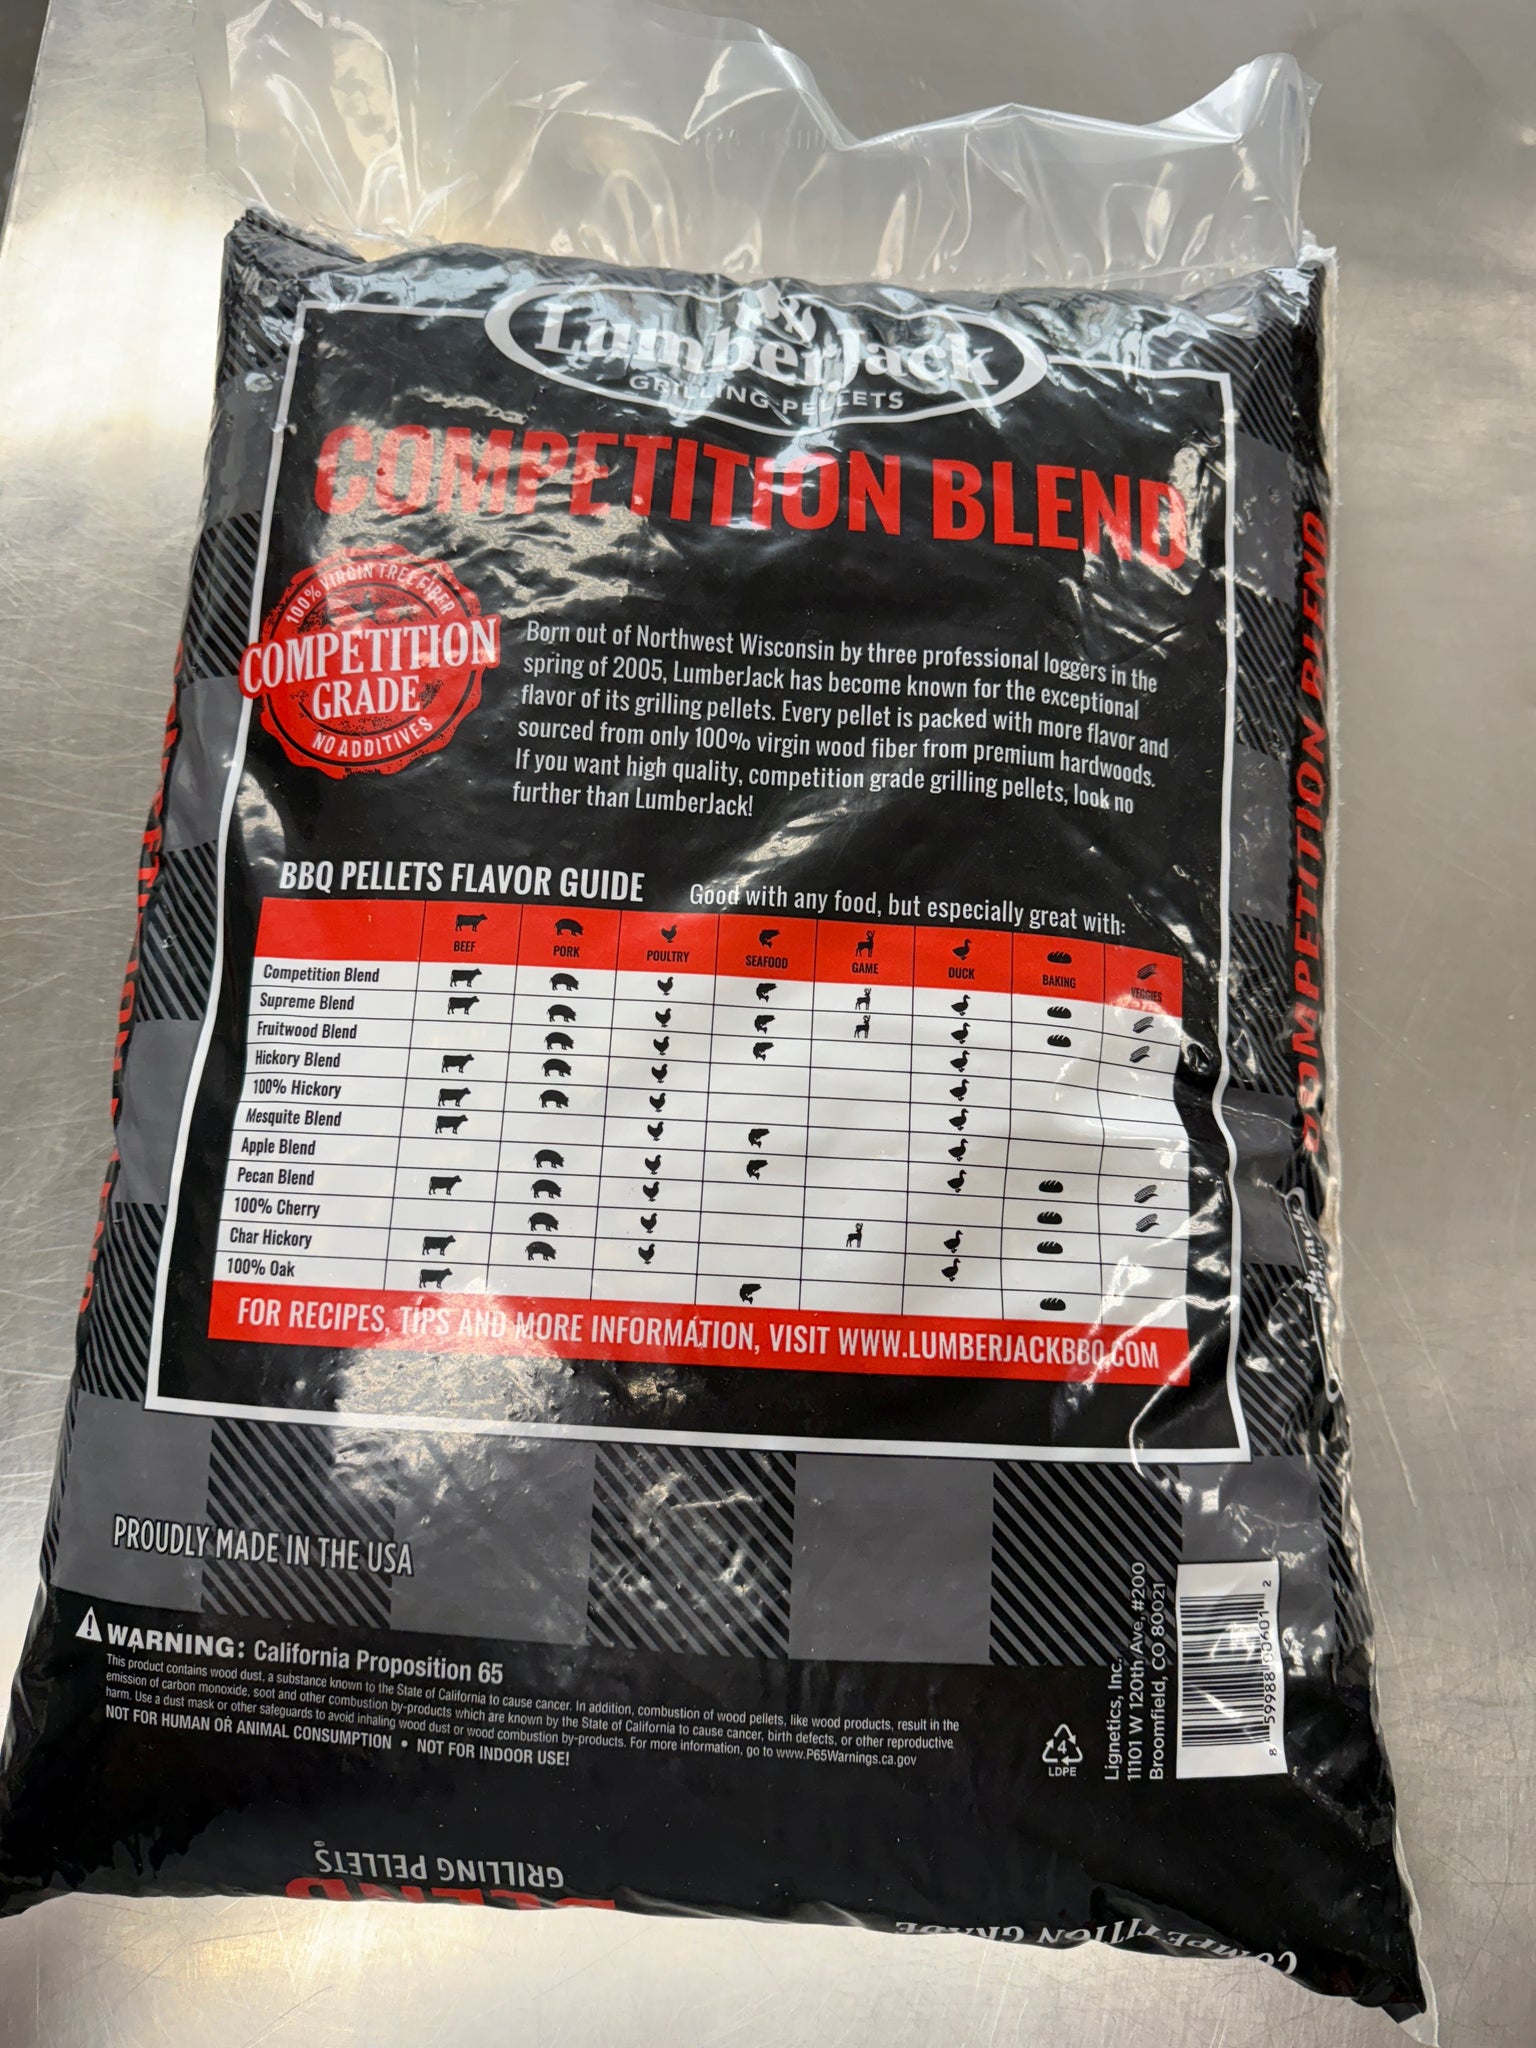 LumberJack
GRILLING PELLETS
COMPETITION BLEND
100% VIRGIN TREE FIBER
COMPETITION
GRADE
NO ADDITIVES
Born out of Northwest Wisconsin by three professional loggers in the
spring of 2005, LumberJack has become known for the exceptional
flavor of its grilling pellets. Every pellet is packed with more flavor and
sourced from only 100% virgin wood fiber from premium hardwoods.
If you want high quality, competition grade grilling pellets, look no
further than LumberJack!
BBQ PELLETS FLAVOR GUIDE Good with any food, but especially great with:
BEEF PORK POULTRY SEAFOOD GAME DUCK BAKING VEGGIES
Competition Blend
Supreme Blend
Fruitwood Blend
Hickory Blend
100% Hickory
Mesquite Blend
Apple Blend
Pecan Blend
100% Cherry
Char Hickory
100% Oak
FOR RECIPES, TIPS AND MORE INFORMATION, VISIT WWW.LUMBERJACKBBQ.COM
PROUDLY MADE IN THE USA
WARNING: California Proposition 65
This product contains wood dust, a substance known to the State of California to cause cancer. In addition, combustion of wood pellets, like wood products, result in the
emission of carbon monoxide, soot and other combustion by-products which are known by the State of California to cause cancer, birth defects, or other reproductive
harm. Use a dust mask or other safeguards to avoid inhaling wood dust or wood combustion by-products. For more information, go to www.P65Warnings.ca.gov
NOT FOR HUMAN OR ANIMAL CONSUMPTION • NOT FOR INDOOR USE!
4
LDPE
Lignetics, Inc.
11101 W 120th Ave, #200
Broomfield, CO 80021
8 59988 00601 2
COMPETITION BLEND
GRILLING PELLETS
BLEND
COMPETITION GRADE